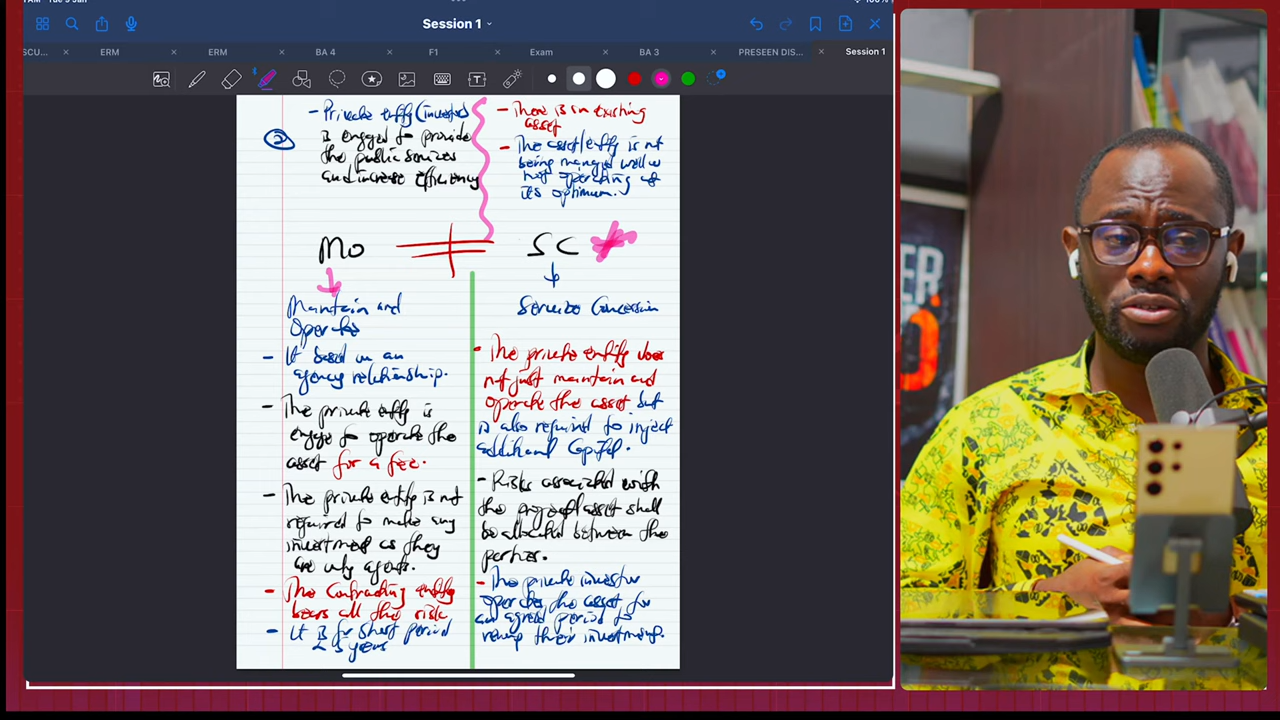 Session 1
SCU...
ERM
ERM
BA 4
F1
Exam
BA 3
PRESEEN DIS...
Session 1
②
- Private entity (investor)
is engaged to provide
the public services
and increase efficiency
- There is an existing
asset
- The asset/entity is not
being managed well or
not operating at
its optimum.
MO
SC
Maintain and
Operate
- It based on an
agency relationship.
- The private entity is
engage to operate the
asset for a fee.
- The private entity is not
required to make any
investment as they
are only agents.
- The Contracting entity
bears all the risk
- It is for short period
years
Service Concession
- The private entity does
not just maintain and
operate the asset but
is also required to inject
additional Capital.
- Risks associated with
the project/asset shall
be allocated between the
parties.
- The private investor
operates the asset for
an agreed period to
recoup their investment.